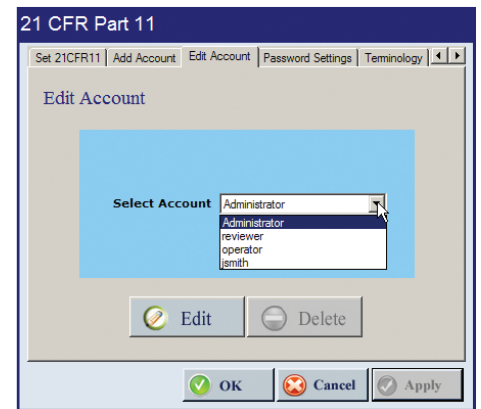 21 CFR Part 11
Set 21CFR11 Add Account Edit Account Password Settings Terminology
Edit Account
Select Account Administrator
Administrator
reviewer
operator
jsmith
Edit Delete
OK Cancel Apply